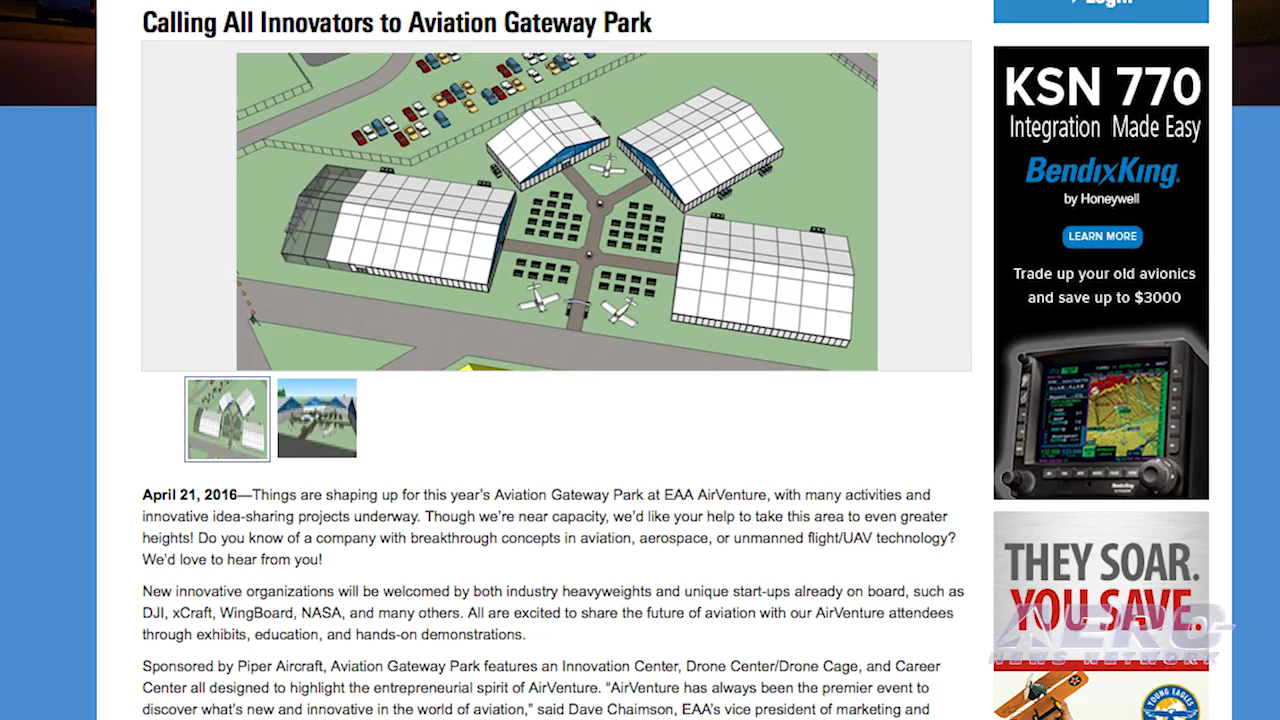 Calling All Innovators to Aviation Gateway Park
Login
KSN 770
Integration Made Easy
BendixKing
by Honeywell
LEARN MORE
Trade up your old avionics
and save up to $3000
April 21, 2016—Things are shaping up for this year's Aviation Gateway Park at EAA AirVenture, with many activities and
innovative idea-sharing projects underway. Though we're near capacity, we'd like your help to take this area to even greater
heights! Do you know of a company with breakthrough concepts in aviation, aerospace, or unmanned flight/UAV technology?
We'd love to hear from you!
New innovative organizations will be welcomed by both industry heavyweights and unique start-ups already on board, such as
DJI, xCraft, WingBoard, NASA, and many others. All are excited to share the future of aviation with our AirVenture attendees
through exhibits, education, and hands-on demonstrations.
Sponsored by Piper Aircraft, Aviation Gateway Park features an Innovation Center, Drone Center/Drone Cage, and Career
Center all designed to highlight the entrepreneurial spirit of AirVenture. “AirVenture has always been the premier event to
discover what's new and innovative in the world of aviation,” said Dave Chaimson, EAA's vice president of marketing and
THEY SOAR.
YOU SAVE.
AERO
NEWS NETWORK
YOUNG EAGLES